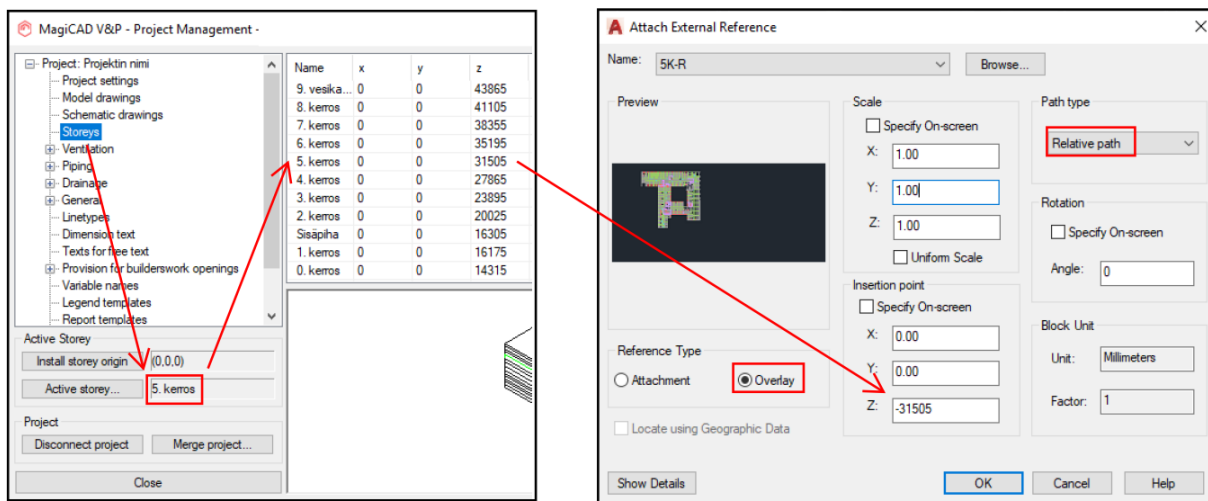 MagiCAD V&P - Project Management -
Project: Projektin nimi
Project settings
Model drawings
Schematic drawings
Storeys
Ventilation
Piping
Drainage
General
Linetypes
Dimension text
Texts for free text
Provision for builderswork openings
Variable names
Legend templates
Report templates
Name x y z
9. vesika... 0 0 43865
8. kerros 0 0 41105
7. kerros 0 0 38355
6. kerros 0 0 35195
5. kerros 0 0 31505
4. kerros 0 0 27865
3. kerros 0 0 23895
2. kerros 0 0 20025
Sisäpiha 0 0 16305
1. kerros 0 0 16175
0. kerros 0 0 14315
Active Storey
Install storey origin (0,0,0)
Active storey... 5. kerros
Project
Disconnect project Merge project...
Close
Attach External Reference
Name: 5K-R Browse...
Preview
Reference Type
Attachment Overlay
Locate using Geographic Data
Scale
Specify On-screen
X: 1.00
Y: 1.00
Z: 1.00
Uniform Scale
Insertion point
Specify On-screen
X: 0.00
Y: 0.00
Z: -31505
Path type
Relative path
Rotation
Specify On-screen
Angle: 0
Block Unit
Unit: Millimeters
Factor: 1
Show Details OK Cancel Help